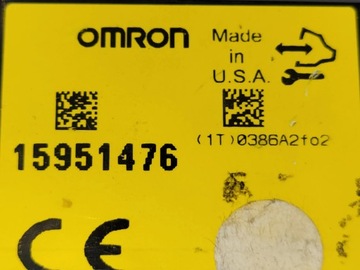 OMRON
Made
in
U.S.A.
15951476
(1T)0386A2fo2
CE